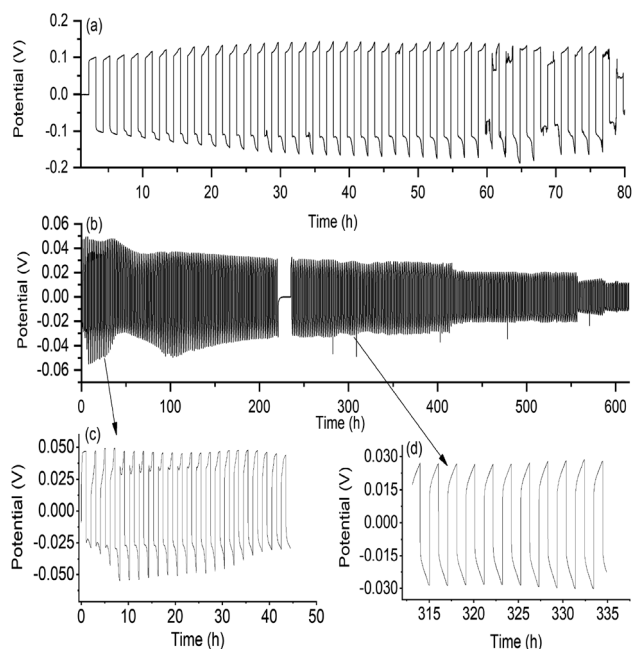 (a)
0.2
0.1
0.0
-0.1
-0.2
Potential (V)
10 20 30 40 50 60 70 80
Time (h)
(b)
0.06
0.04
0.02
0.00
-0.02
-0.04
-0.06
Potential (V)
0 100 200 300 400 500 600
Time (h)
(c)
0.050
0.025
0.000
-0.025
-0.050
Potential (V)
0 10 20 30 40 50
Time (h)
(d)
0.030
0.015
0.000
-0.015
-0.030
Potential (V)
315 320 325 330 335
Time (h)